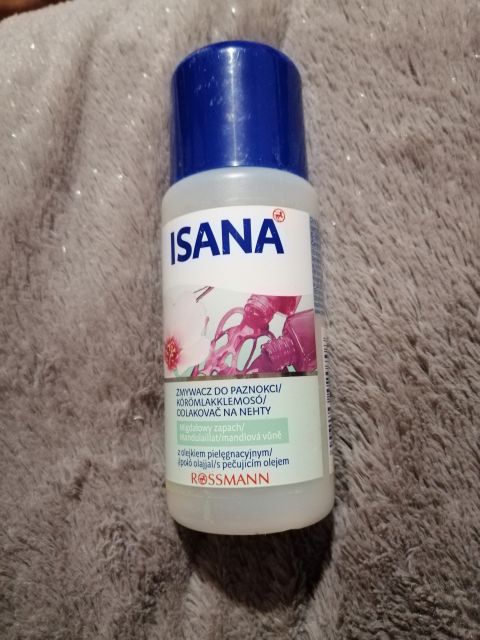 ISANA
ZMYWACZ DO PAZNOKCI/
KÖRÖMLAKKLEMOSÓ/
ODLAKOVAČ NA NEHTY
Migdałowy zapach/
Mandulaillat/mandlová vůně
z olejkiem pielęgnacyjnym/
ápoló olajjal/s pečujícím olejem
ROSSMANN